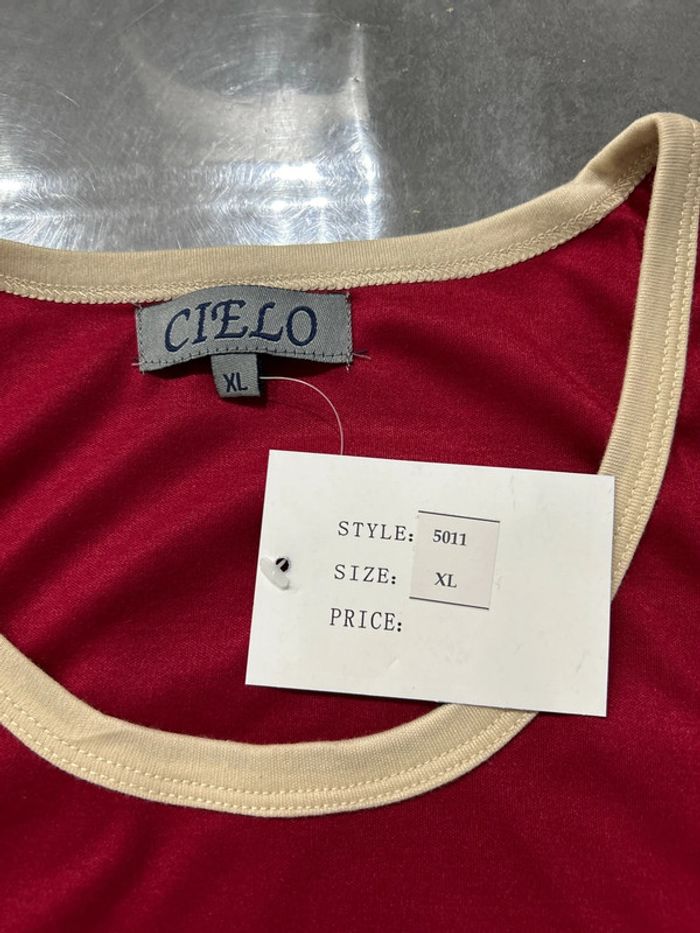 CIELO
XL
STYLE: 5011
SIZE: XL
PRICE: